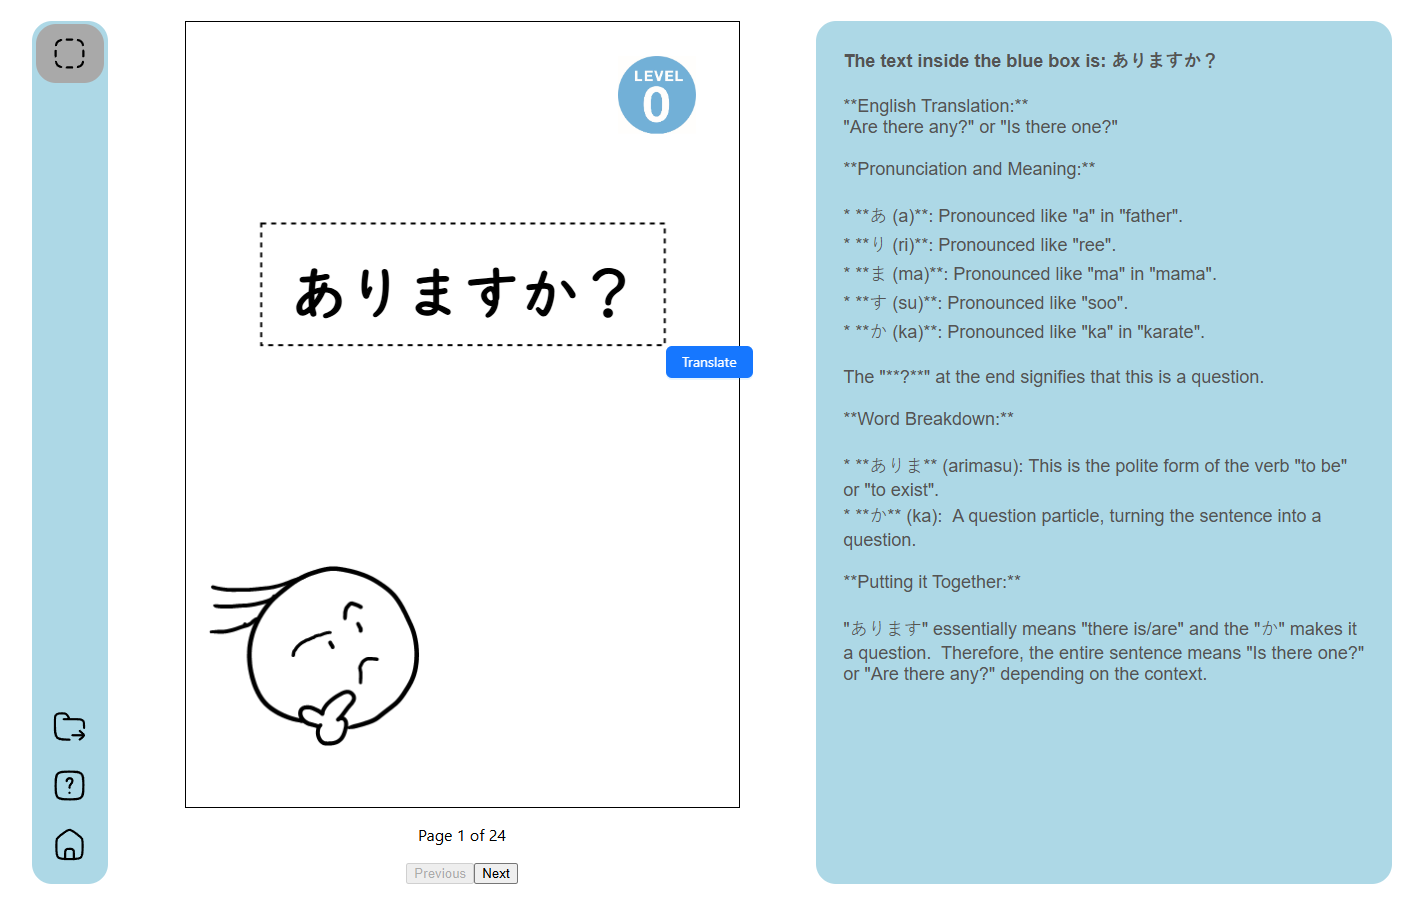 LEVEL
0
ありますか？
Translate
Page 1 of 24
Previous
Next
The text inside the blue box is: ありますか？
**English Translation:**
"Are there any?" or "Is there one?"
**Pronunciation and Meaning:**
* **あ (a)**: Pronounced like "a" in "father".
* **り (ri)**: Pronounced like "ree".
* **ま (ma)**: Pronounced like "ma" in "mama".
* **す (su)**: Pronounced like "soo".
* **か (ka)**: Pronounced like "ka" in "karate".
The "**?**" at the end signifies that this is a question.
**Word Breakdown:**
* **ありま** (arimasu): This is the polite form of the verb "to be"
or "to exist".
* **か** (ka):  A question particle, turning the sentence into a
question.
**Putting it Together:**
"あります" essentially means "there is/are" and the "か" makes it
a question.  Therefore, the entire sentence means "Is there one?"
or "Are there any?" depending on the context.